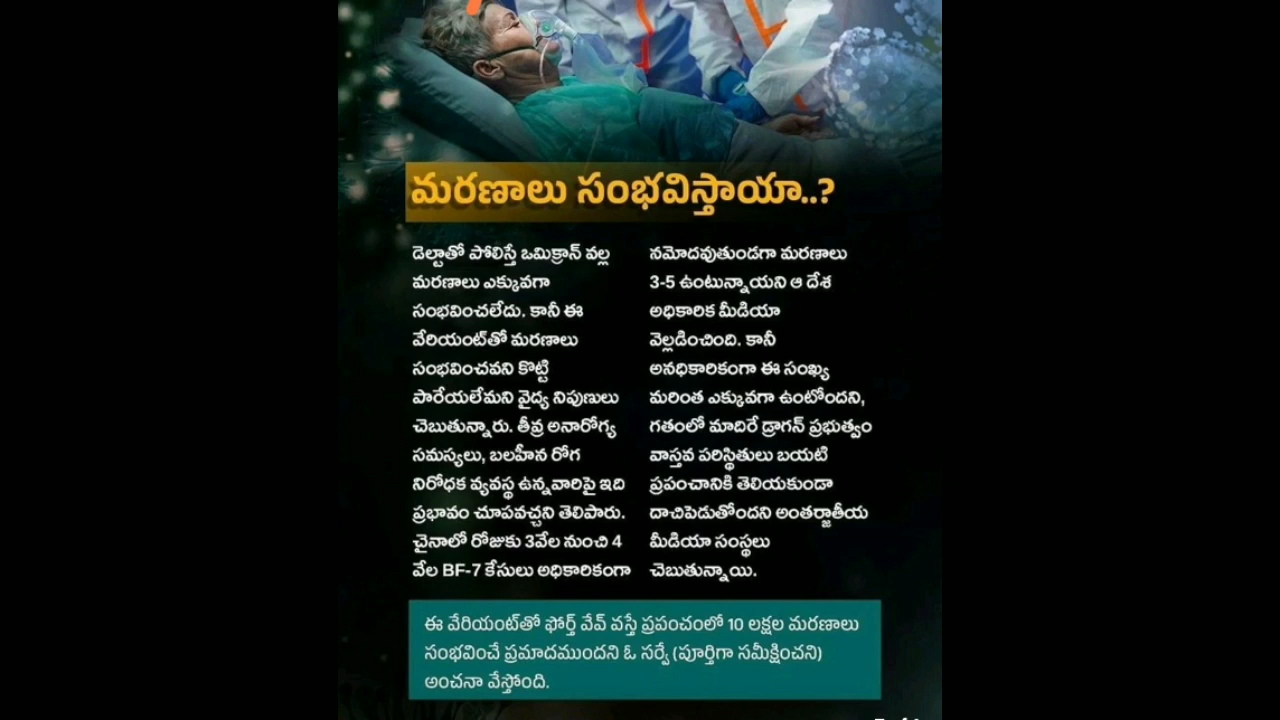 మరణాలు సంభవిస్తాయా..?
డెల్టాతో పోలిస్తే ఒమిక్రాన్ వల్ల
మరణాలు ఎక్కువగా
సంభవించలేదు. కానీ ఈ
వేరియంట్‌తో మరణాలు
సంభవించవని కొట్టి
పారేయలేమని వైద్య నిపుణులు
చెబుతున్నారు. తీవ్ర అనారోగ్య
సమస్యలు, బలహీన రోగ
నిరోధక వ్యవస్థ ఉన్నవారిపై ఇది
ప్రభావం చూపవచ్చని తెలిపారు.
చైనాలో రోజుకు 3వేల నుంచి 4
వేల BF-7 కేసులు అధికారికంగా
నమోదవుతుండగా మరణాలు
3-5 ఉంటున్నాయని ఆ దేశ
అధికారిక మీడియా
వెల్లడించింది. కానీ
అనధికారికంగా ఈ సంఖ్య
మరింత ఎక్కువగా ఉంటోందని,
గతంలో మాదిరే డ్రాగన్ ప్రభుత్వం
వాస్తవ పరిస్థితులు బయటి
ప్రపంచానికి తెలియకుండా
దాచిపెడుతోందని అంతర్జాతీయ
మీడియా సంస్థలు
చెబుతున్నాయి.
ఈ వేరియంట్‌తో ఫోర్త్ వేవ్ వస్తే ప్రపంచంలో 10 లక్షల మరణాలు
సంభవించే ప్రమాదముందని ఓ సర్వే (పూర్తిగా సమీక్షించని)
అంచనా వేస్తోంది.